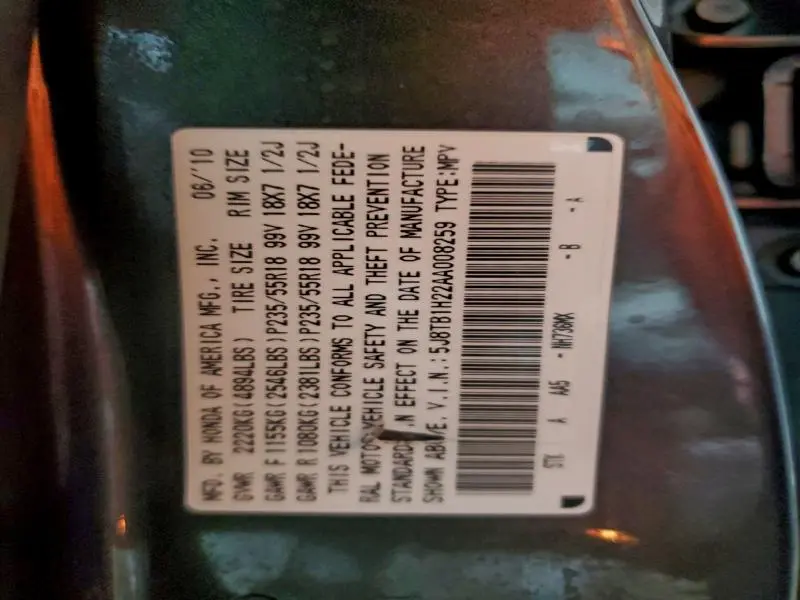 MFD. BY HONDA OF AMERICA MFG., INC. 06/'10
GVWR 2220KG(4894LBS) TIRE SIZE RIM SIZE
GAWR F 1155KG(2546LBS)P235/55R18 99V 18X7 1/2J
GAWR R 1080KG(2381LBS)P235/55R18 99V 18X7 1/2J
THIS VEHICLE CONFORMS TO ALL APPLICABLE FEDE-
RAL MOTOR VEHICLE SAFETY AND THEFT PREVENTION
STANDARDS IN EFFECT ON THE DATE OF MANUFACTURE
SHOWN ABOVE. V.I.N.: 5J8TB1H22AA008259 TYPE:MPV
STX A AA5 - NH736MX - B - A